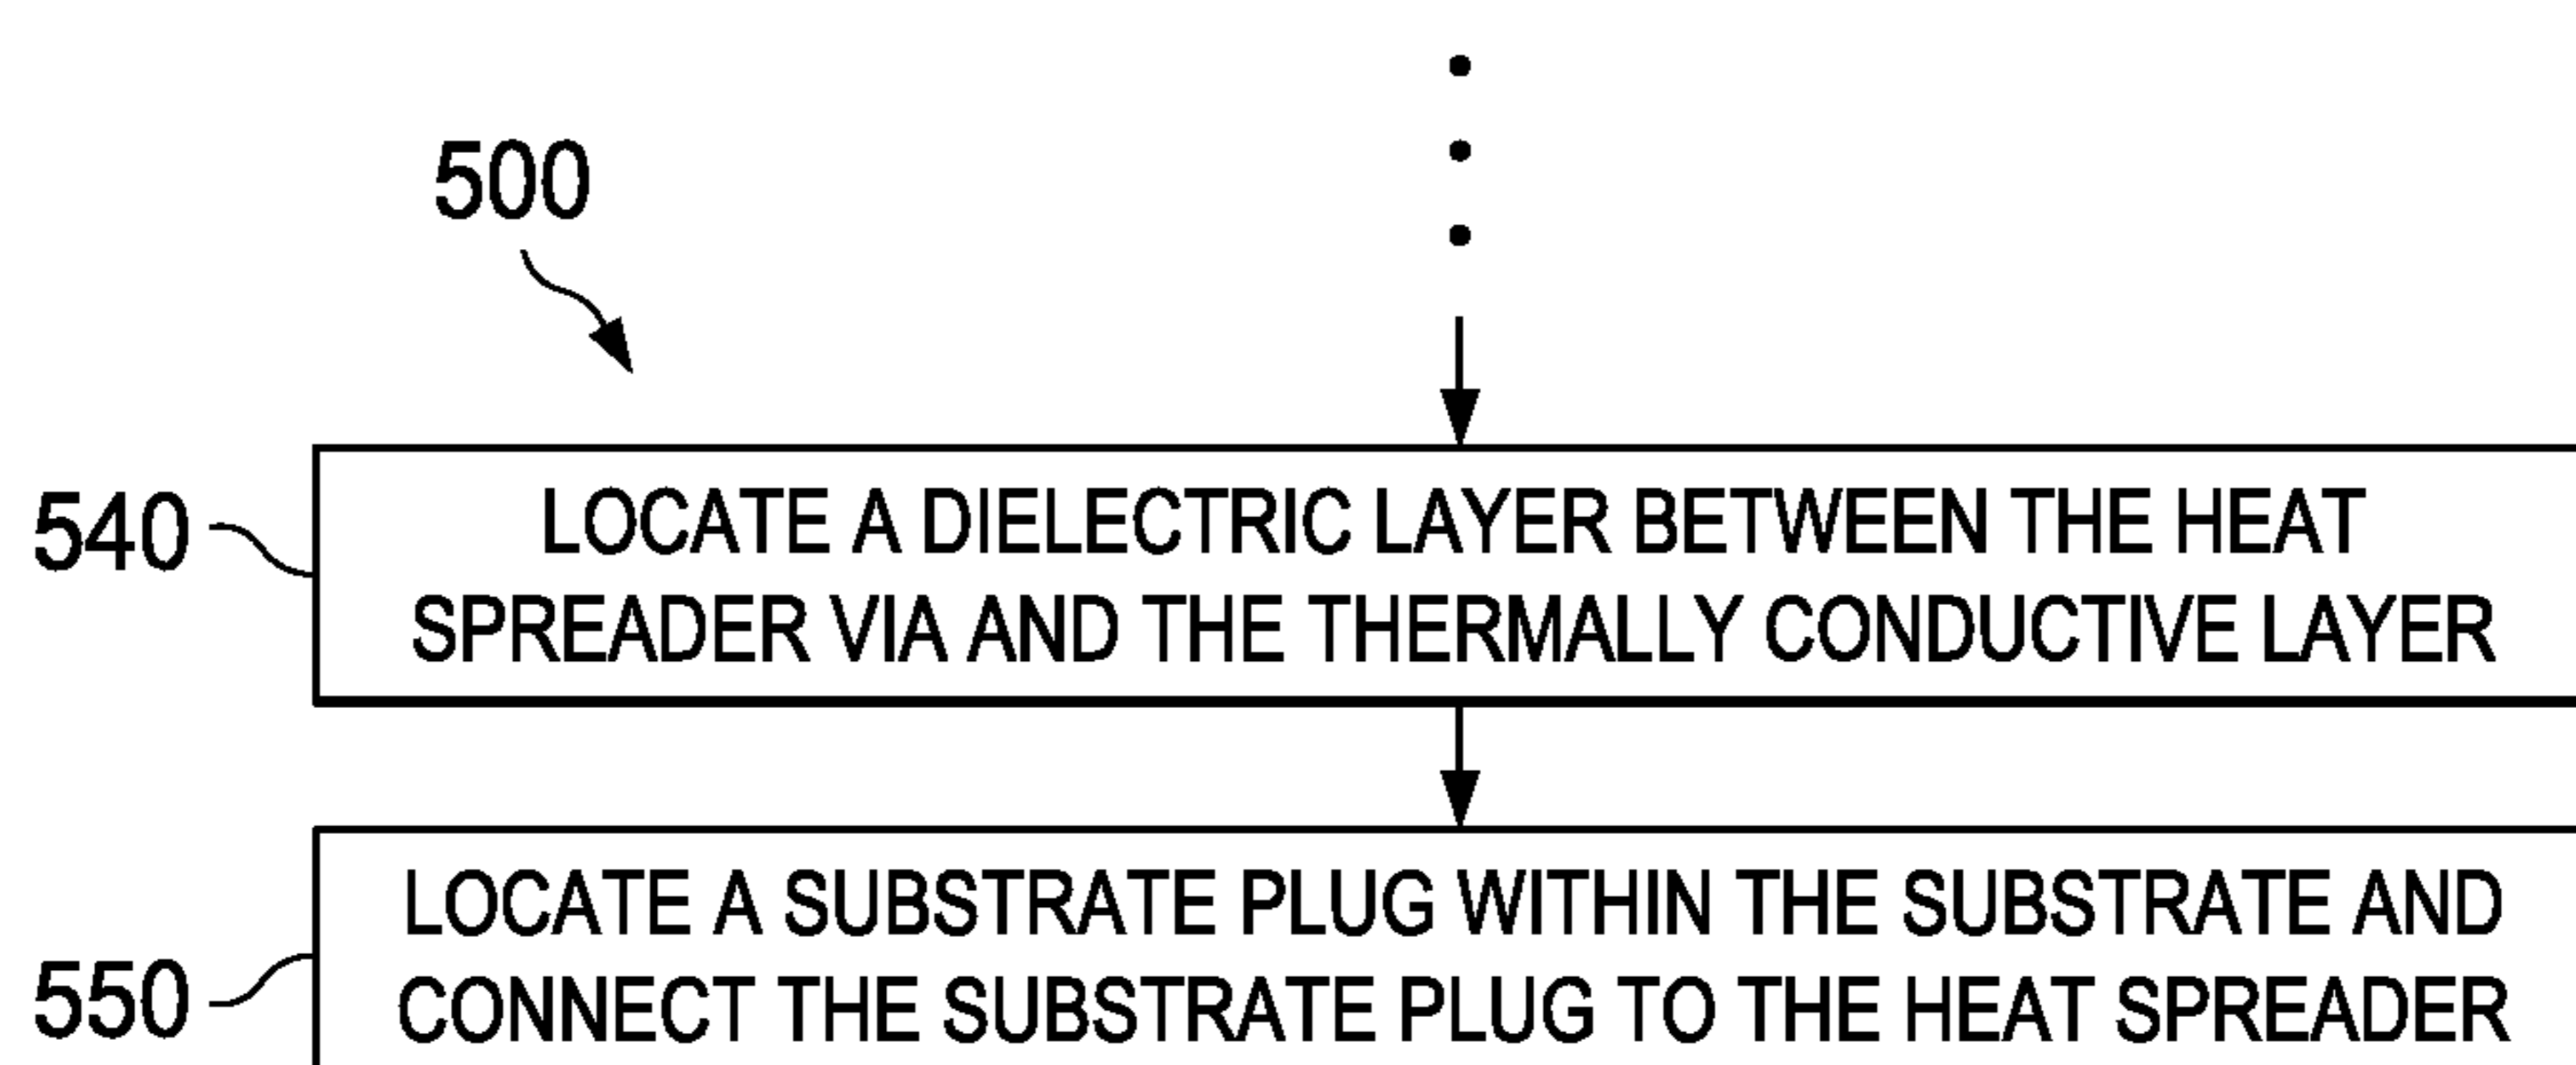 500
540
LOCATE A DIELECTRIC LAYER BETWEEN THE HEAT
SPREADER VIA AND THE THERMALLY CONDUCTIVE LAYER
550
LOCATE A SUBSTRATE PLUG WITHIN THE SUBSTRATE AND
CONNECT THE SUBSTRATE PLUG TO THE HEAT SPREADER